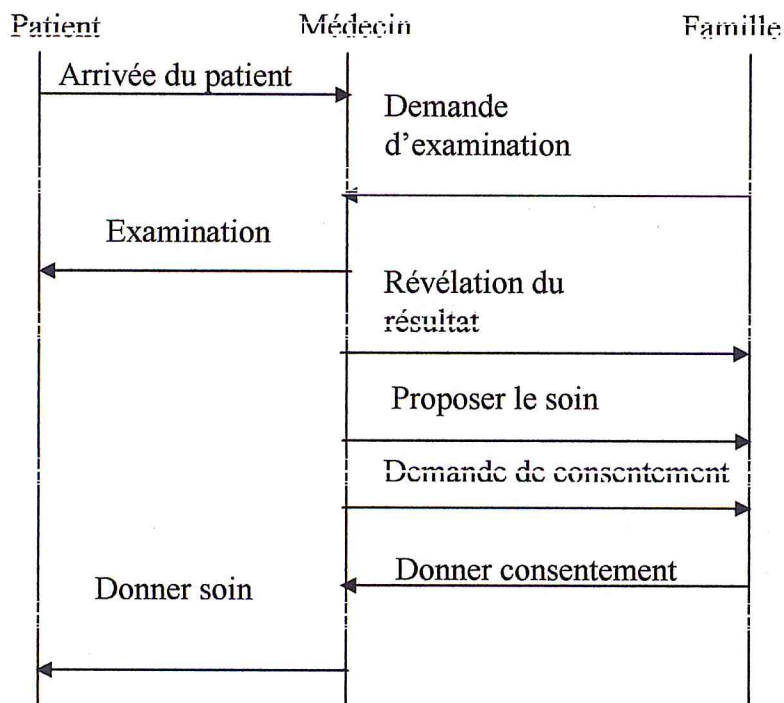 Patient Médecin Famille
Arrivée du patient
Demande
d’examination
Examination
Révélation du
résultat
Proposer le soin
Demande de consentement
Donner consentement
Donner soin